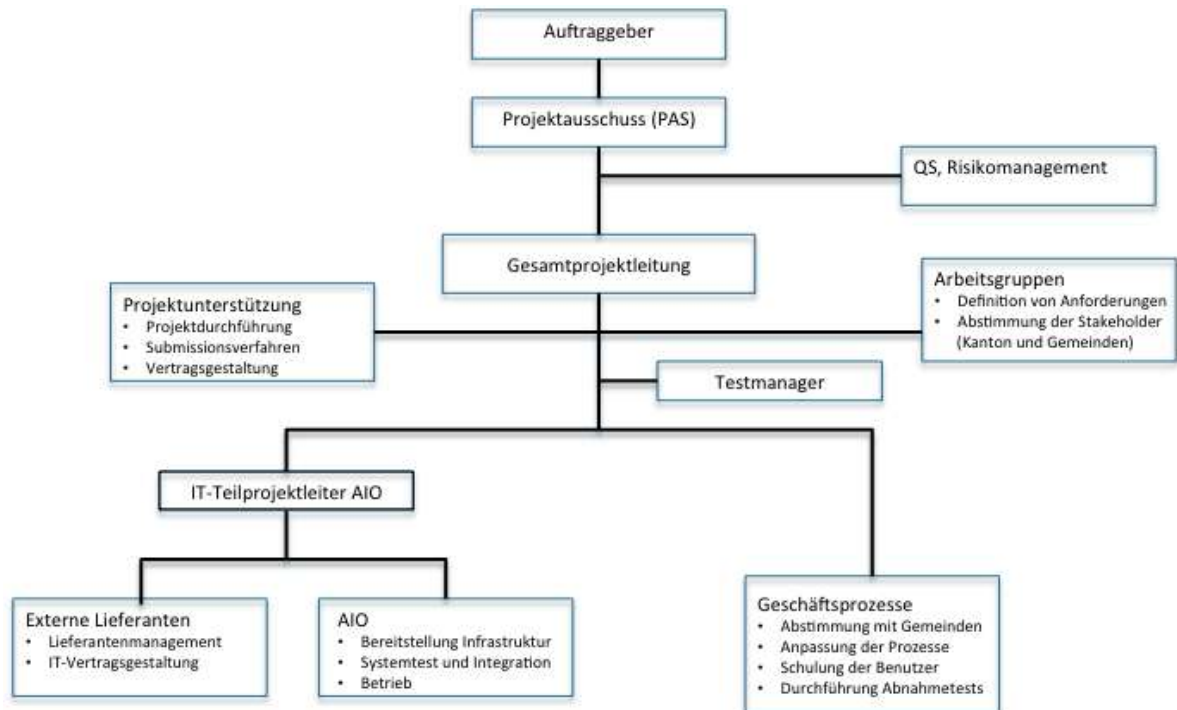 Auftraggeber
Projektausschuss (PAS)
QS, Risikomanagement
Gesamtprojektleitung
Projektunterstützung
• Projektdurchführung
• Submissionsverfahren
• Vertragsgestaltung
Arbeitsgruppen
• Definition von Anforderungen
• Abstimmung der Stakeholder
(Kanton und Gemeinden)
Testmanager
IT-Teilprojektleiter AIO
Externe Lieferanten
• Lieferantenmanagement
• IT-Vertragsgestaltung
AIO
• Bereitstellung Infrastruktur
• Systemtest und Integration
• Betrieb
Geschäftsprozesse
• Abstimmung mit Gemeinden
• Anpassung der Prozesse
• Schulung der Benutzer
• Durchführung Abnahmetests